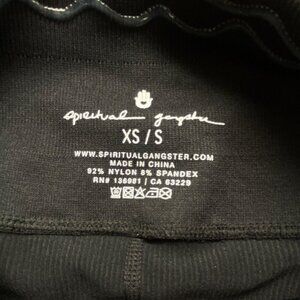 spiritual gangster
XS / S
WWW.SPIRITUALGANGSTER.COM
MADE IN CHINA
92% NYLON 8% SPANDEX
RN# 136981 | CA 63229